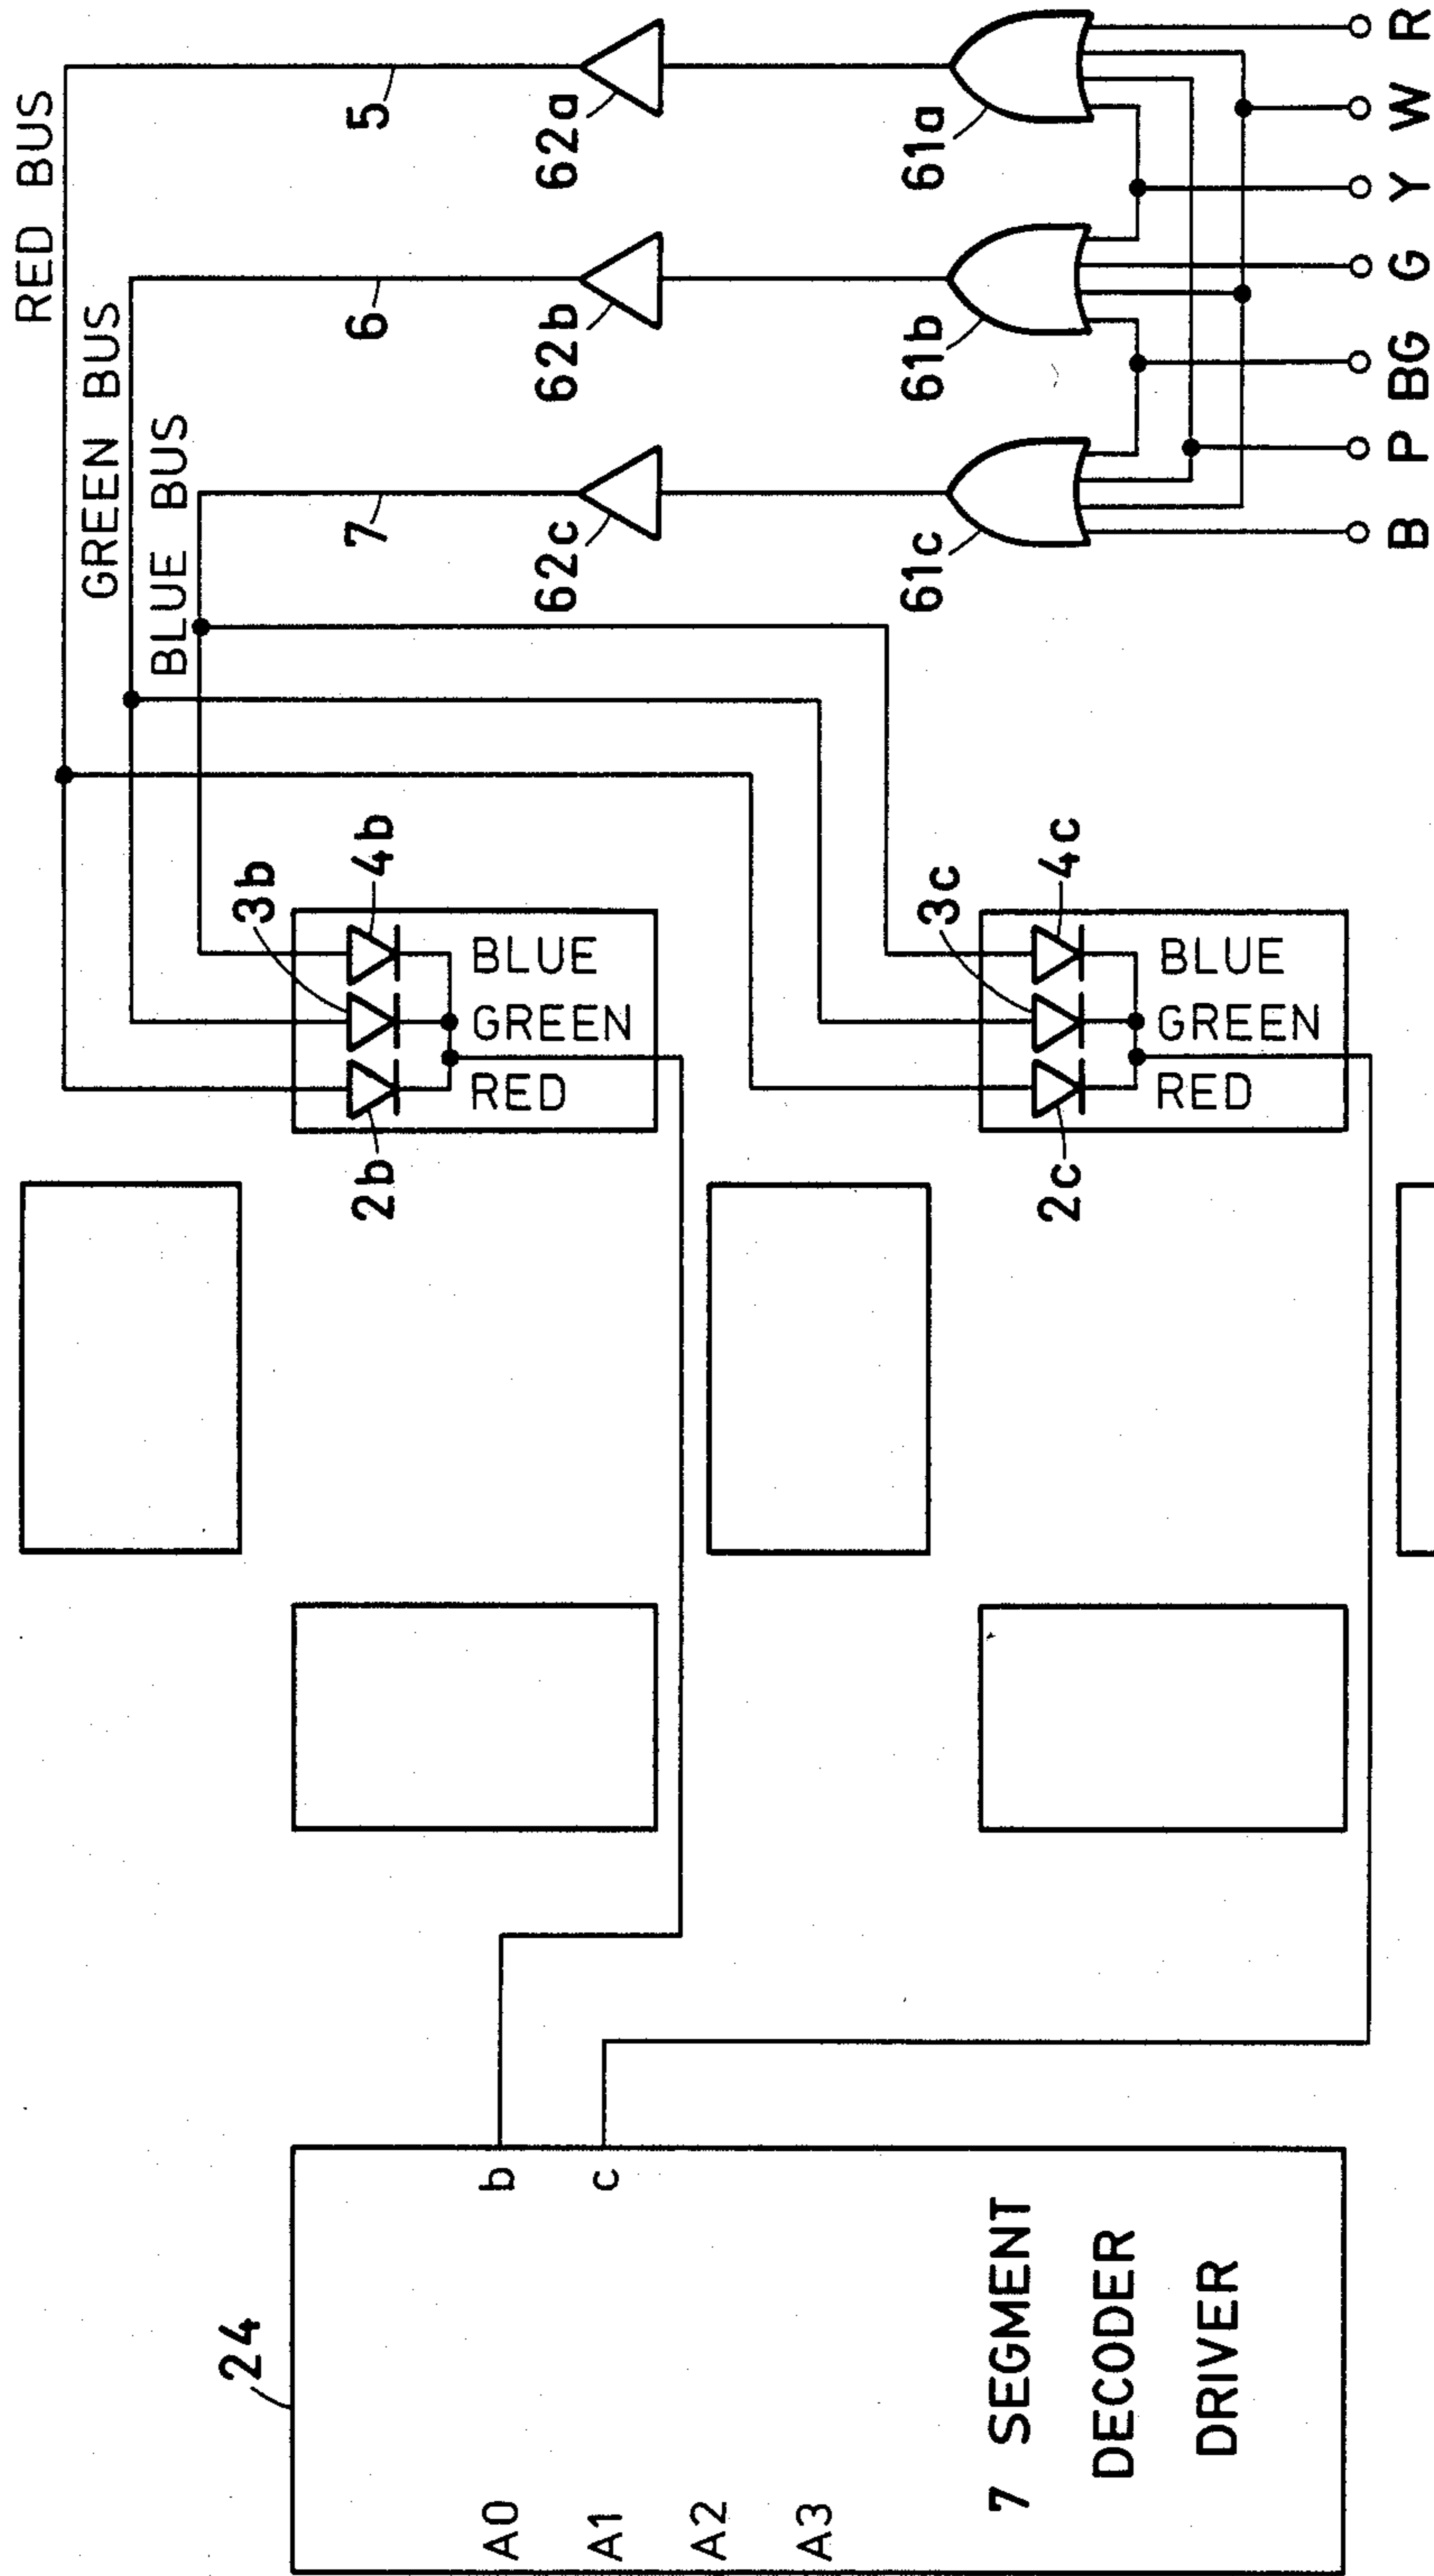 24
A0
A1
A2
A3
b
c
7 SEGMENT
DECODER
DRIVER
2b
3b
4b
RED
GREEN
BLUE
2c
3c
4c
RED
GREEN
BLUE
RED BUS
GREEN BUS
BLUE BUS
5
6
7
62a
62b
62c
61a
61b
61c
B
P
BG
G
Y
W
R